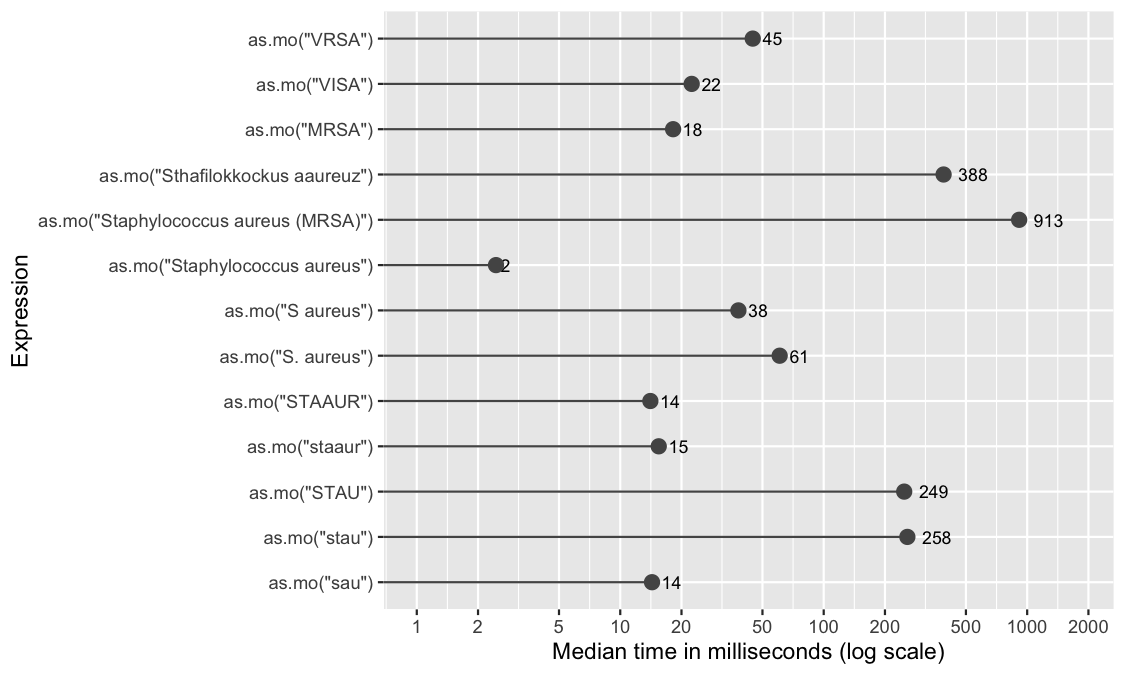 as.mo("VRSA") 45
as.mo("VISA") 22
as.mo("MRSA") 18
as.mo("Sthafilokkockus aaureuz") 388
as.mo("Staphylococcus aureus (MRSA)") 913
as.mo("Staphylococcus aureus") 2
as.mo("S aureus") 38
as.mo("S. aureus") 61
as.mo("STAAUR") 14
as.mo("staaur") 15
as.mo("STAU") 249
as.mo("stau") 258
as.mo("sau") 14
Expression
1 2 5 10 20 50 100 200 500 1000 2000
Median time in milliseconds (log scale)